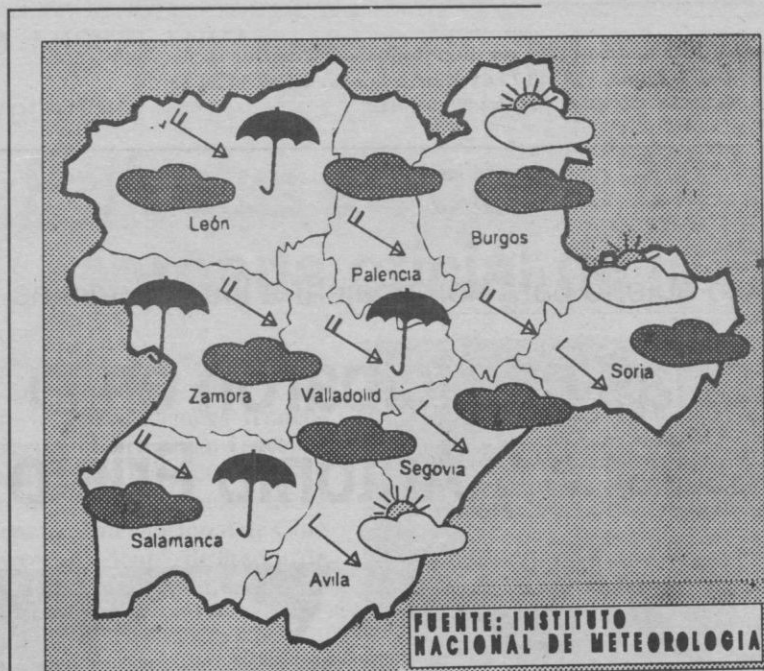 León
Burgos
Palencia
Soria
Zamora
Valladolid
Segovia
Salamanca
Avila
FUENTE: INSTITUTO
NACIONAL DE METEOROLOGIA